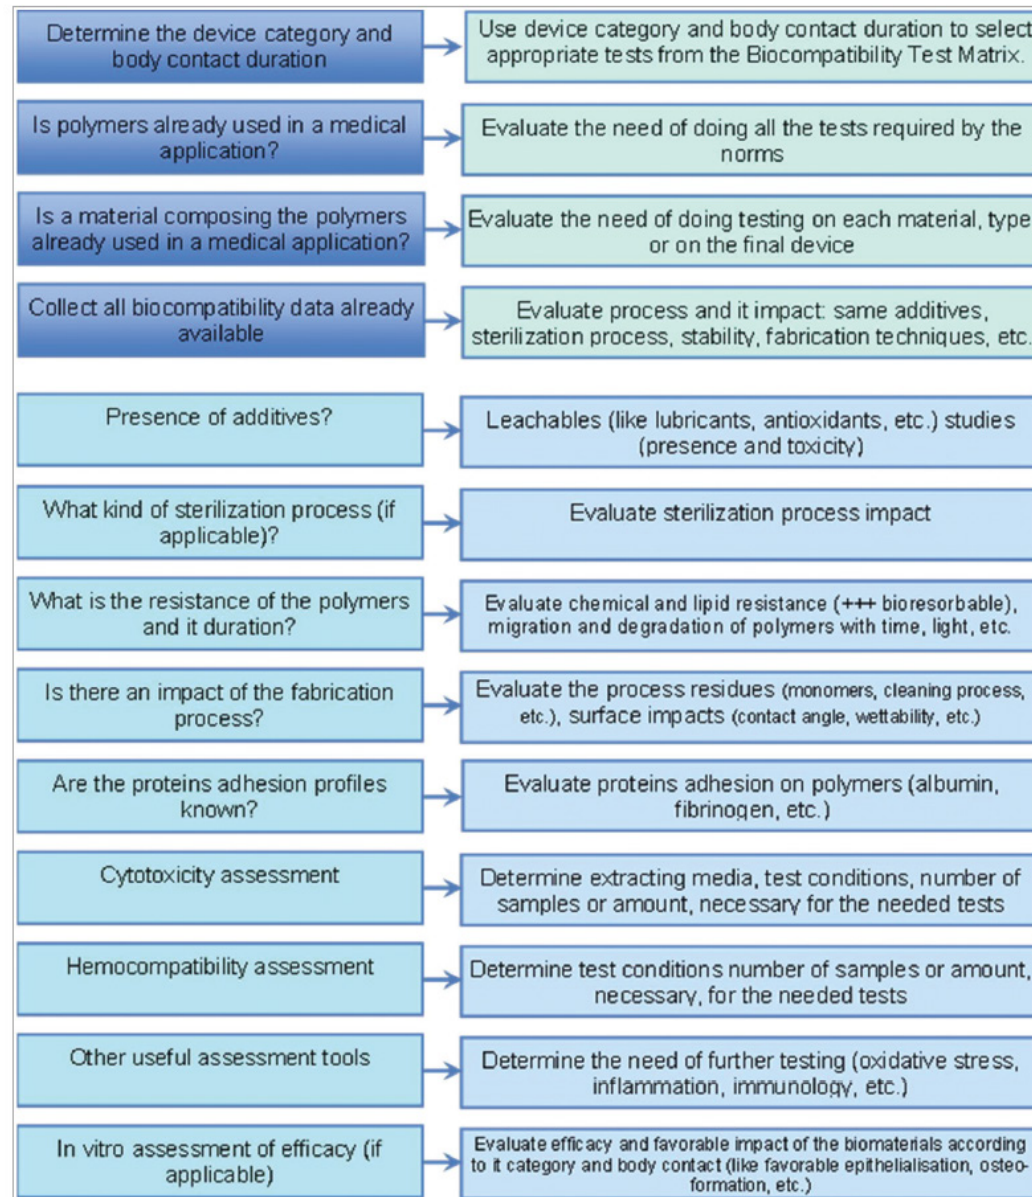 Determine the device category and
body contact duration
Use device category and body contact duration to select
appropriate tests from the Biocompatibility Test Matrix.
Is polymers already used in a medical
application?
Evaluate the need of doing all the tests required by the
norms
Is a material composing the polymers
already used in a medical application?
Evaluate the need of doing testing on each material, type
or on the final device
Collect all biocompatibility data already
available
Evaluate process and it impact: same additives,
sterilization process, stability, fabrication techniques, etc.
Presence of additives?
Leachables (like lubricants, antioxidants, etc.) studies
(presence and toxicity)
What kind of sterilization process (if
applicable)?
Evaluate sterilization process impact
What is the resistance of the polymers
and it duration?
Evaluate chemical and lipid resistance (+++ bioresorbable),
migration and degradation of polymers with time, light, etc.
Is there an impact of the fabrication
process?
Evaluate the process residues (monomers, cleaning process,
etc.), surface impacts (contact angle, wettability, etc.)
Are the proteins adhesion profiles
known?
Evaluate proteins adhesion on polymers (albumin,
fibrinogen, etc.)
Cytotoxicity assessment
Determine extracting media, test conditions, number of
samples or amount, necessary for the needed tests
Hemocompatibility assessment
Determine test conditions number of samples or amount,
necessary, for the needed tests
Other useful assessment tools
Determine the need of further testing (oxidative stress,
inflammation, immunology, etc.)
In vitro assessment of efficacy (if
applicable)
Evaluate efficacy and favorable impact of the biomaterials according
to it category and body contact (like favorable epithelialisation, osteo-
formation, etc.)